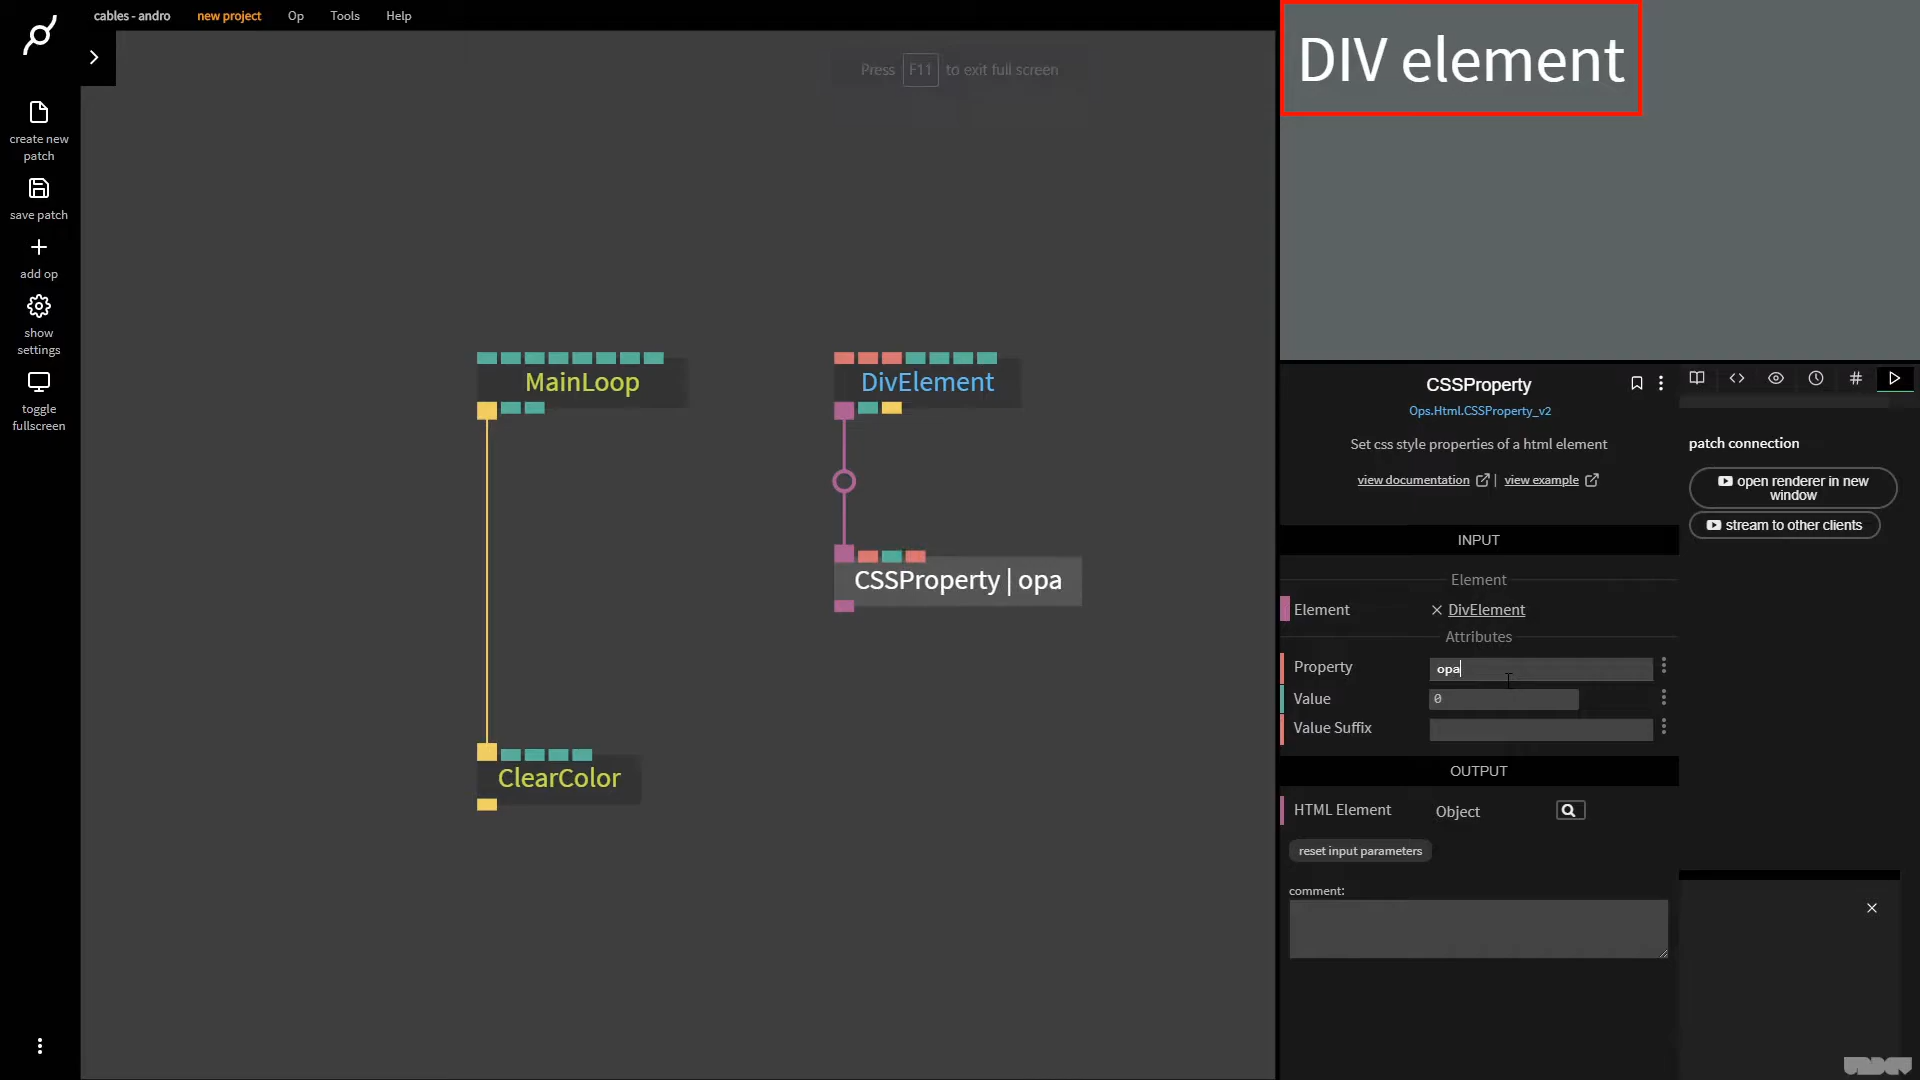 cables - andro
new project
Op
Tools
Help
create new
patch
save patch
add op
show
settings
toggle
fullscreen
Press F11 to exit full screen
MainLoop
DivElement
CSSProperty | opa
ClearColor
DIV element
CSSProperty
Ops.Html.CSSProperty_v2
Set css style properties of a html element
view documentation | view example
INPUT
Element
Element × DivElement
Attributes
Property opa
Value 0
Value Suffix
OUTPUT
HTML Element Object
reset input parameters
comment:
patch connection
open renderer in new
window
stream to other clients